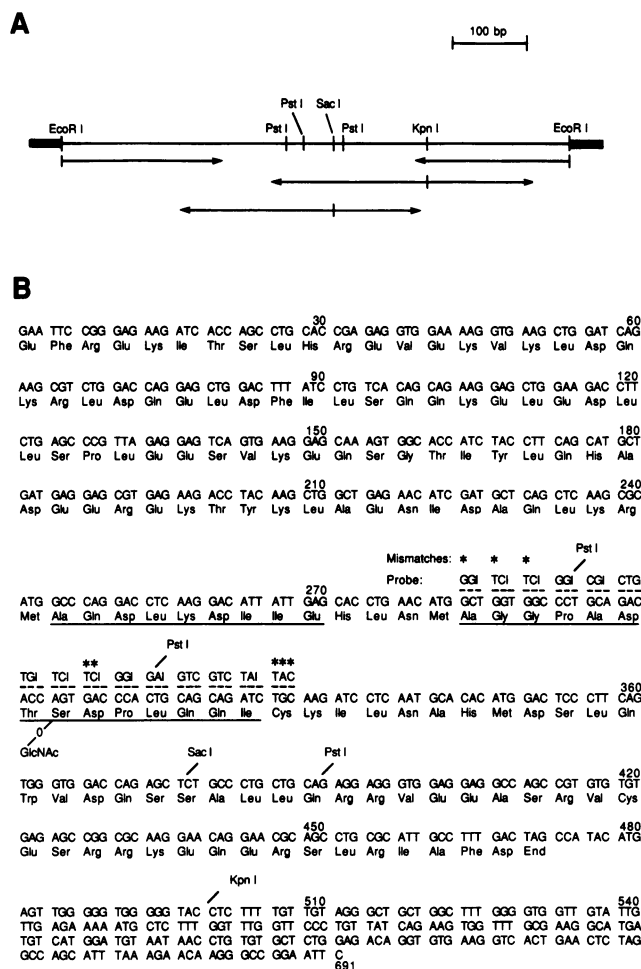 A
100 bp
Pst I Sac I
EcoR I Pst I Pst I Kpn I EcoR I
B
30 60
GAA TTC CGG GAG AAG ATC ACC AGC CTG CAC CGA GAG GTG GAA AAG GTG AAG CTG GAT CAG
Glu Phe Arg Glu Lys Ile Thr Ser Leu His Arg Glu Val Glu Lys Val Lys Leu Asp Gln
90 120
AAG CGT CTG GAC CAG GAG CTG GAC TTT ATC CTG TCA CAG CAG AAG GAG CTG GAA GAC CTT
Lys Arg Leu Asp Gln Glu Leu Asp Phe Ile Leu Ser Gln Gln Lys Glu Leu Glu Asp Leu
150 180
CTG AGC CCG TTA GAG GAG TCA GTG AAG GAG CAA AGT GGC ACC ATC TAC CTT CAG CAT GCT
Leu Ser Pro Leu Glu Glu Ser Val Lys Glu Gln Ser Gly Thr Ile Tyr Leu Gln His Ala
210 240
GAT GAG GAG CGT GAG AAG ACC TAC AAG CTG GCT GAG AAC ATC GAT GCT CAG CTC AAG CGC
Asp Glu Glu Arg Glu Lys Thr Tyr Lys Leu Ala Glu Asn Ile Asp Ala Gln Leu Lys Arg
Mismatches: * * * Pst I
Probe: GGI TCI TCI GGI CGI CTG
270
ATG GCC CAG GAC CTC AAG GAC ATT ATT GAG CAC CTG AAC ATG GCT GGT GGC CCT GCA GAC
Met Ala Gln Asp Leu Lys Asp Ile Ile Glu His Leu Asn Met Ala Gly Gly Pro Ala Asp
** Pst I ***
TGI TCI TCI GGI GAI GTC GTC TAI TAC
360
ACC AGT GAC CCA CTG CAG CAG ATC TGC AAG ATC CTC AAT GCA CAC ATG GAC TCC CTT CAG
Thr Ser Asp Pro Leu Gln Gln Ile Cys Lys Ile Leu Asn Ala His Met Asp Ser Leu Gln
O
GlcNAc
Sac I Pst I
420
TGG GTG GAC CAG AGC TCT GCC CTG CTG CAG AGG AGG GTG GAG GAG GCC AGC CGT GTG TGT
Trp Val Asp Gln Ser Ser Ala Leu Leu Gln Arg Arg Val Glu Glu Ala Ser Arg Val Cys
450 480
GAG AGC CGG CGC AAG GAA CAG GAA CGC AGC CTG CGC ATT GCC TTT GAC TAG CCA TAC ATG
Glu Ser Arg Arg Lys Glu Gln Glu Arg Ser Leu Arg Ile Ala Phe Asp End
Kpn I
510 540
AGT TGG GGG TGG GGG TAC CTC TTT TGT TGT AGG GCT GCT GGC TTT GGG GTG GTT GTA TTG
TTG AGA AAA ATG CTC TTT GGT TGG TTC CCC TGT TAT CAG AAG TGG TTT GCG AAG GCA TGA
TGT CAT GGA TGT AAT AAC CTG TGT GCT CTG GAG ACA GGT GTG AAG GTC ACT GAA CTC TAG
GCC AGC ATT TAA AGA ACA GGG CCG GAA TTC C
691